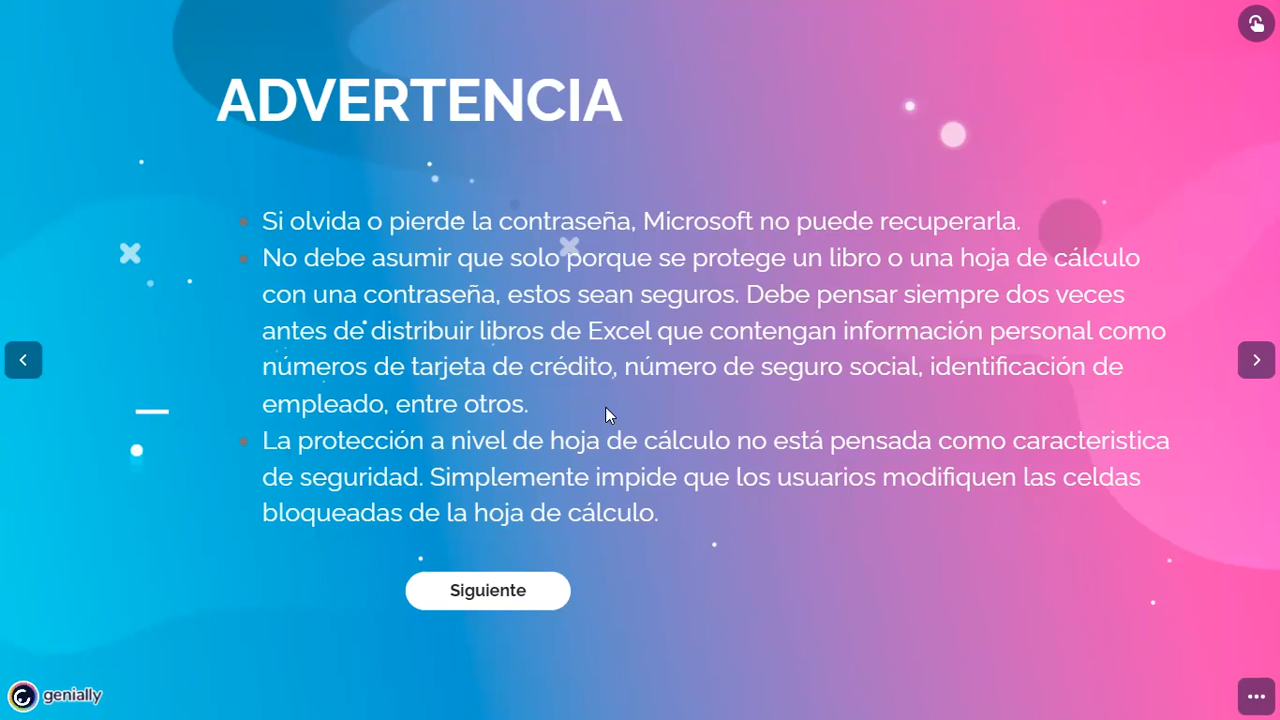 ADVERTENCIA
Si olvida o pierde la contraseña, Microsoft no puede recuperarla.
No debe asumir que solo porque se protege un libro o una hoja de cálculo
con una contraseña, estos sean seguros. Debe pensar siempre dos veces
antes de distribuir libros de Excel que contengan información personal como
números de tarjeta de crédito, número de seguro social, identificación de
empleado, entre otros.
La protección a nivel de hoja de cálculo no está pensada como caracteristica
de seguridad. Simplemente impide que los usuarios modifiquen las celdas
bloqueadas de la hoja de cálculo.
Siguiente
genially